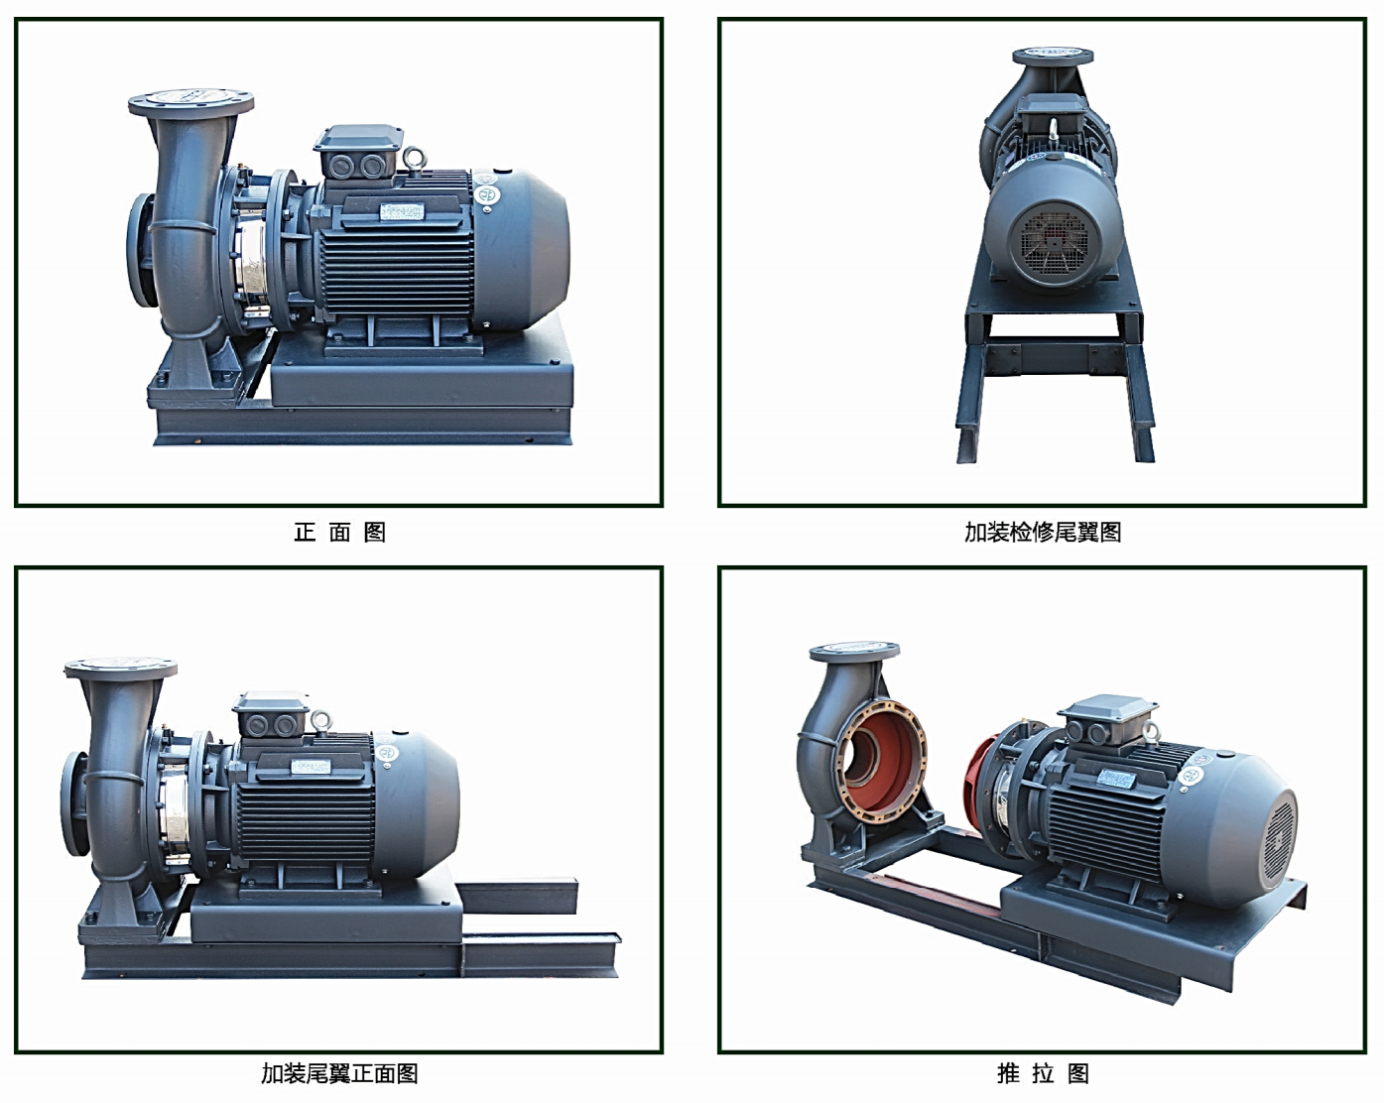 正 面 图
加装检修尾翼图
加装尾翼正面图
推 拉 图